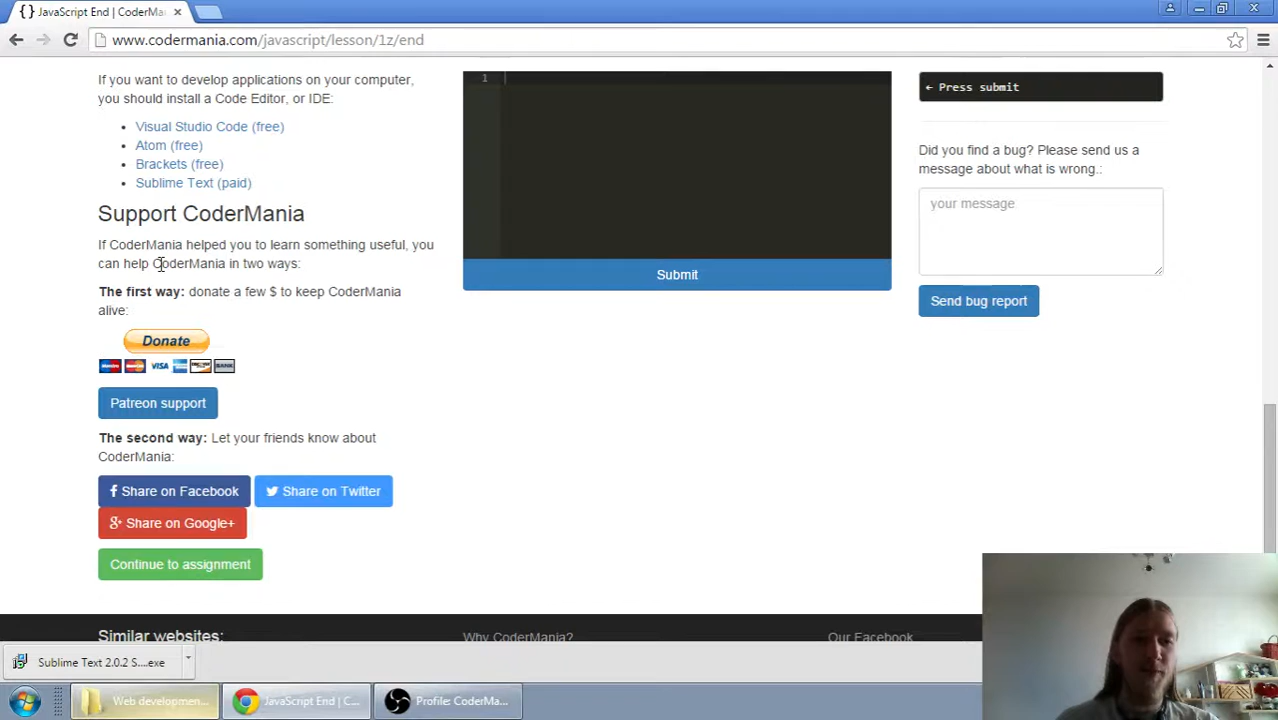 JavaScript End | CoderMa
www.codermania.com/javascript/lesson/1z/end
If you want to develop applications on your computer,
you should install a Code Editor, or IDE:
Visual Studio Code (free)
Atom (free)
Brackets (free)
Sublime Text (paid)
Support CoderMania
If CoderMania helped you to learn something useful, you
can help CoderMania in two ways:
The first way: donate a few $ to keep CoderMania
alive:
Donate
VISA
BANK
Patreon support
The second way: Let your friends know about
CoderMania:
Share on Facebook
Share on Twitter
Share on Google+
Continue to assignment
1
Submit
← Press submit
Did you find a bug? Please send us a
message about what is wrong.:
your message
Send bug report
Similar websites:
Why CoderMania?
Our Facebook
Sublime Text 2.0.2 S....exe
Web developmen...
JavaScript End | C...
Profile: CoderMa...